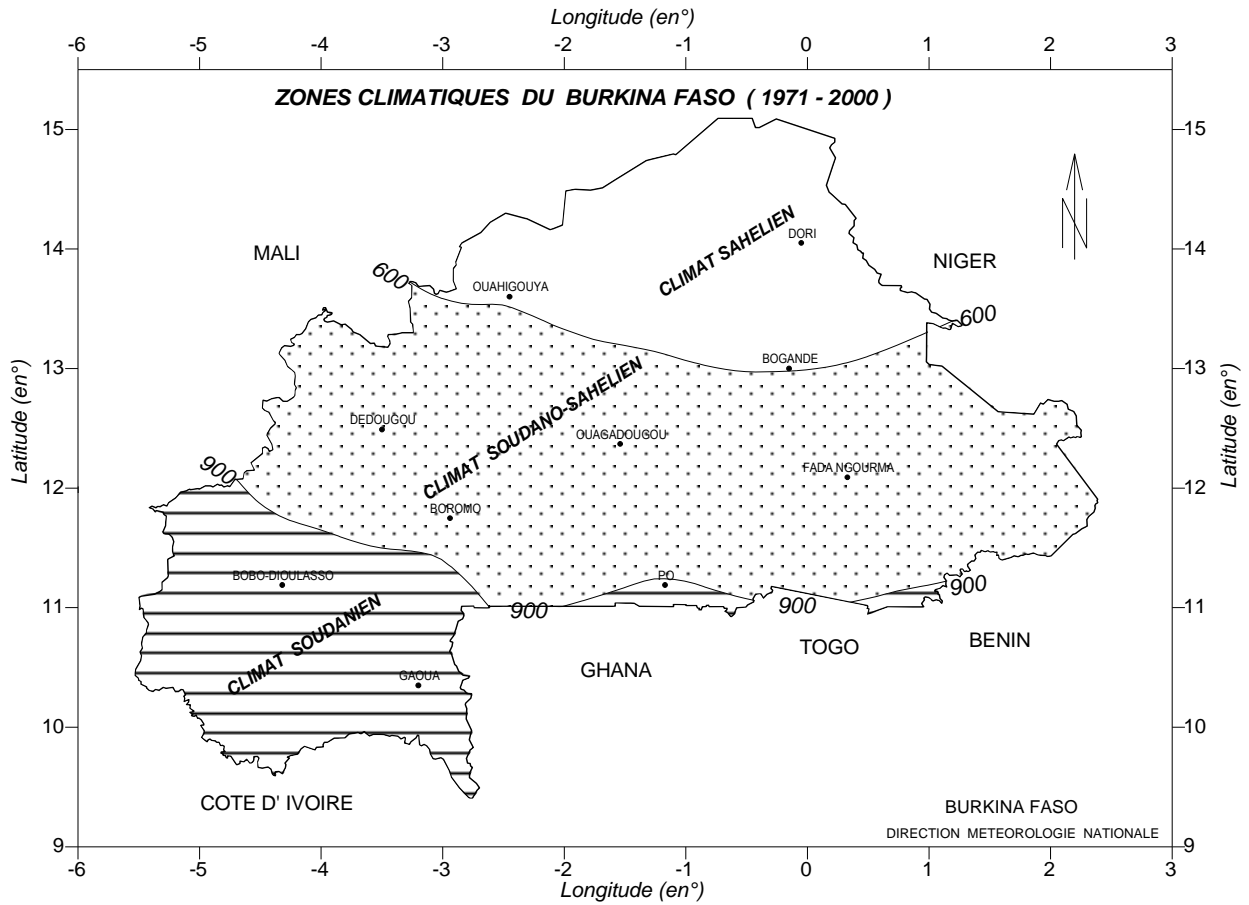 Longitude (en°)
-6 -5 -4 -3 -2 -1 0 1 2 3
ZONES CLIMATIQUES DU BURKINA FASO ( 1971 - 2000 )
15 15
DORI
CLIMAT SAHELIEN
14 14
MALI
NIGER
600
OUAHIGOUYA
600
BOGANDE
13 13
Latitude (en°)
Latitude (en°)
DEDOUGOU
CLIMAT SOUDANO-SAHELIEN
OUAGADOUGOU
900
FADA NGOURMA
12 12
BOROMO
BOBO-DIOULASSO
PO
900
11 11
900
900
CLIMAT SOUDANIEN
TOGO
BENIN
GHANA
GAOUA
10 10
COTE D' IVOIRE
BURKINA FASO
DIRECTION METEOROLOGIE NATIONALE
9 9
-6 -5 -4 -3 -2 -1 0 1 2 3
Longitude (en°)
N